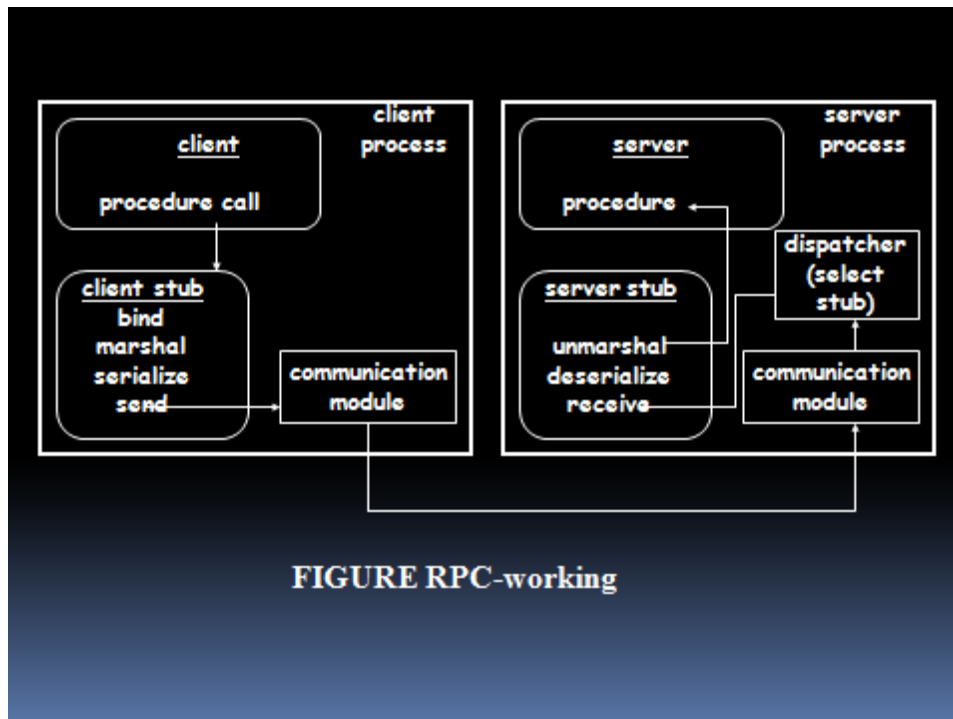 client
process
client
procedure call
client stub
bind
marshal
serialize
send
communication
module
server
process
server
procedure
dispatcher
(select
stub)
server stub
unmarshal
deserialize
receive
communication
module
FIGURE RPC-working